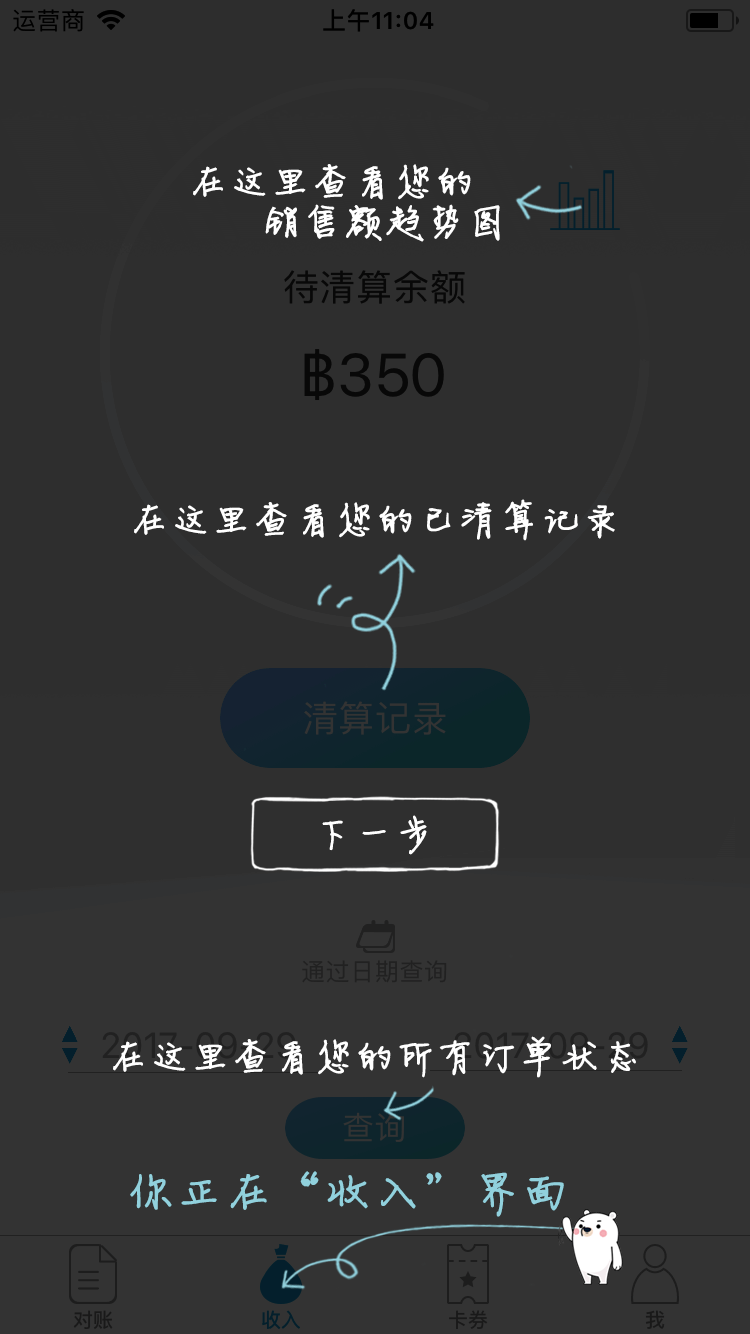 运营商
上午11:04
在这里查看您的
销售额趋势图
待清算余额
฿350
在这里查看您的已清算记录
清算记录
下一步
通过日期查询
2017-09-29
2017-09-29
在这里查看您的所有订单状态
查询
你正在“收入”界面
对账
收入
卡券
我